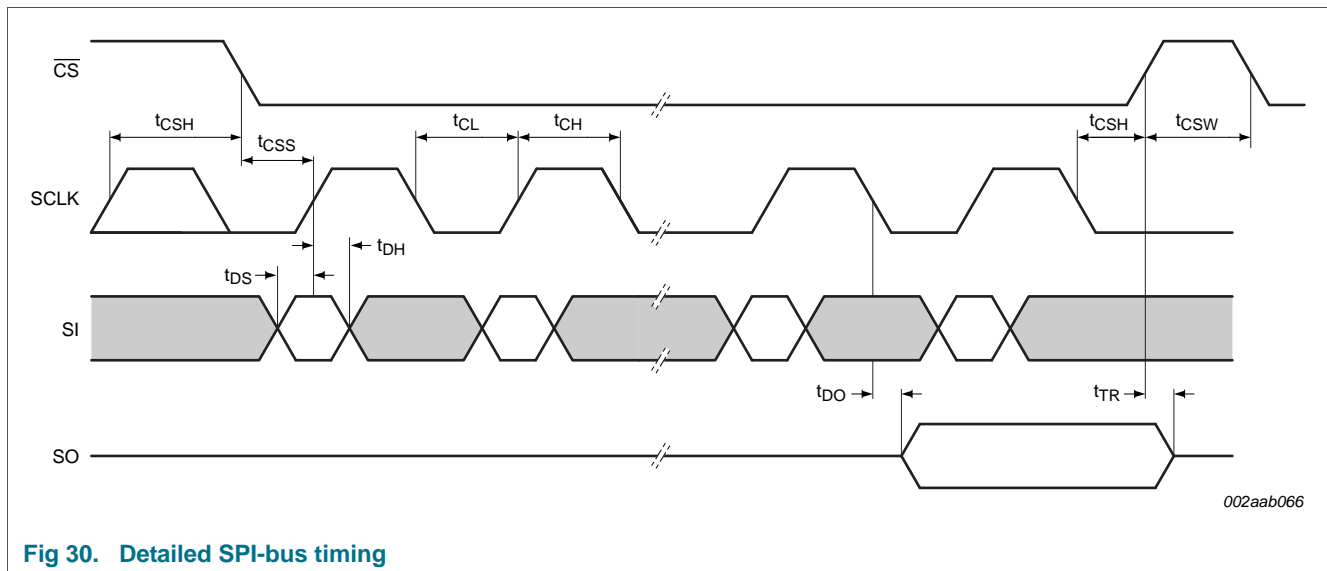 CS
tCSH
tCSS
tCL
tCH
tCSH
tCSW
SCLK
tDH
tDS
SI
tDO
tTR
SO
002aab066
Fig 30. Detailed SPI-bus timing